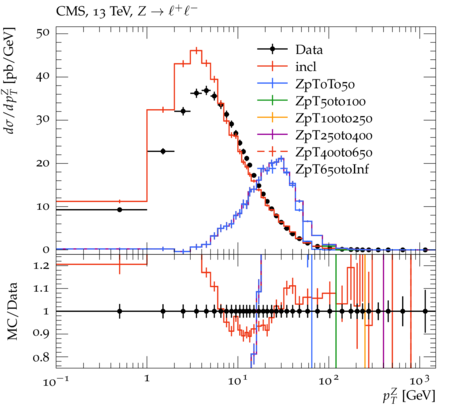 CMS, 13 TeV, Z → ℓ⁺ℓ⁻
dσ/dp_T^Z [pb/GeV]
50
40
30
20
10
0
Data
incl
ZpT0To50
ZpT50to100
ZpT100to250
ZpT250to400
ZpT400to650
ZpT650toInf
MC/Data
1.2
1.1
1
0.9
0.8
10⁻¹ 1 10¹ 10² 10³
p_T^Z [GeV]